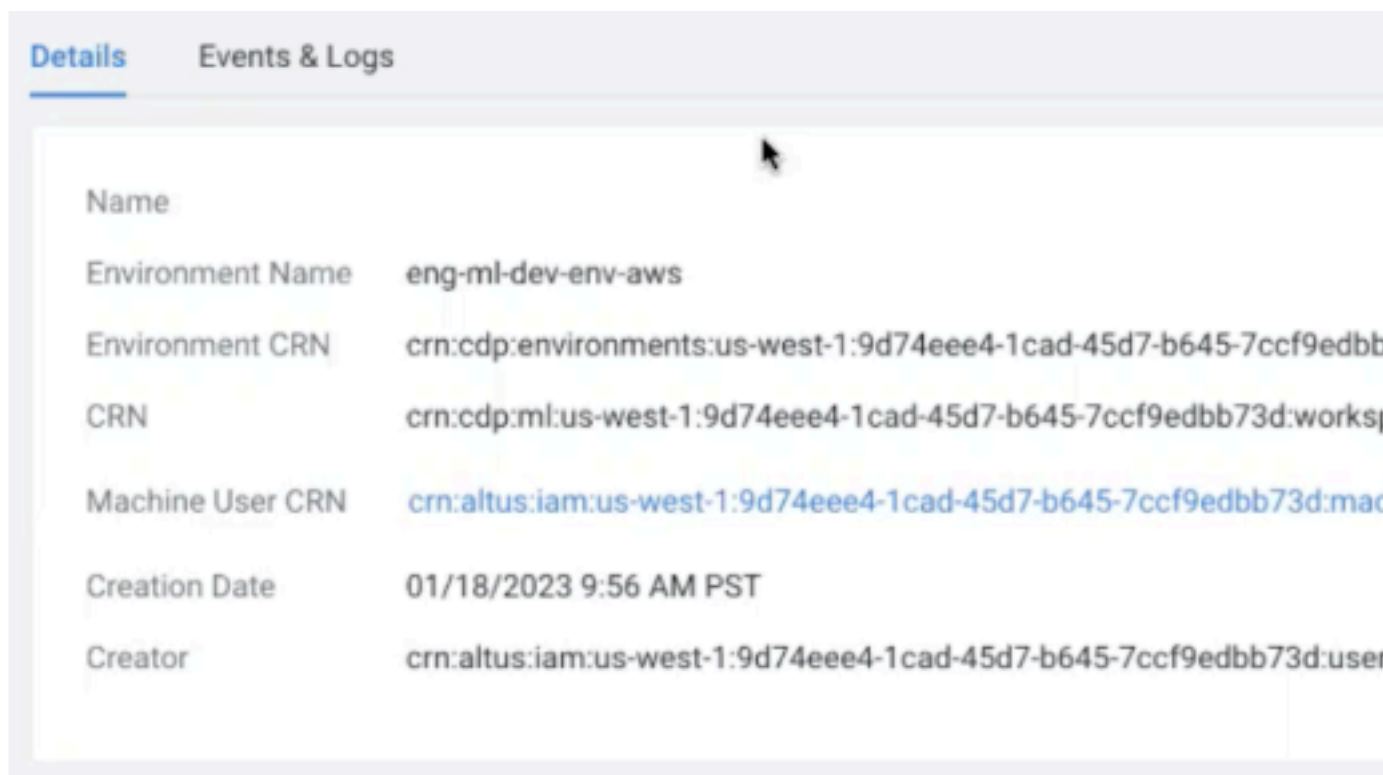 Details Events & Logs
Name
Environment Name eng-ml-dev-env-aws
Environment CRN crn:cdp:environments:us-west-1:9d74eee4-1cad-45d7-b645-7ccf9edbb
CRN crn:cdp:ml:us-west-1:9d74eee4-1cad-45d7-b645-7ccf9edbb73d:worksp
Machine User CRN crn:altus:iam:us-west-1:9d74eee4-1cad-45d7-b645-7ccf9edbb73d:mac
Creation Date 01/18/2023 9:56 AM PST
Creator crn:altus:iam:us-west-1:9d74eee4-1cad-45d7-b645-7ccf9edbb73d:user